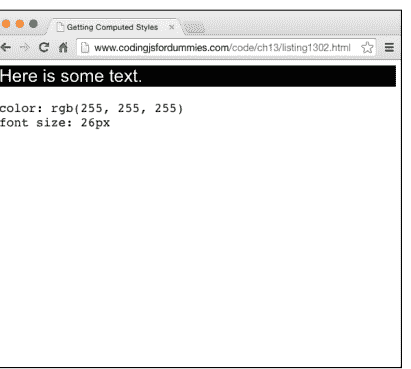 Getting Computed Styles
www.codingjsfordummies.com/code/ch13/listing1302.html
Here is some text.
color: rgb(255, 255, 255)
font size: 26px